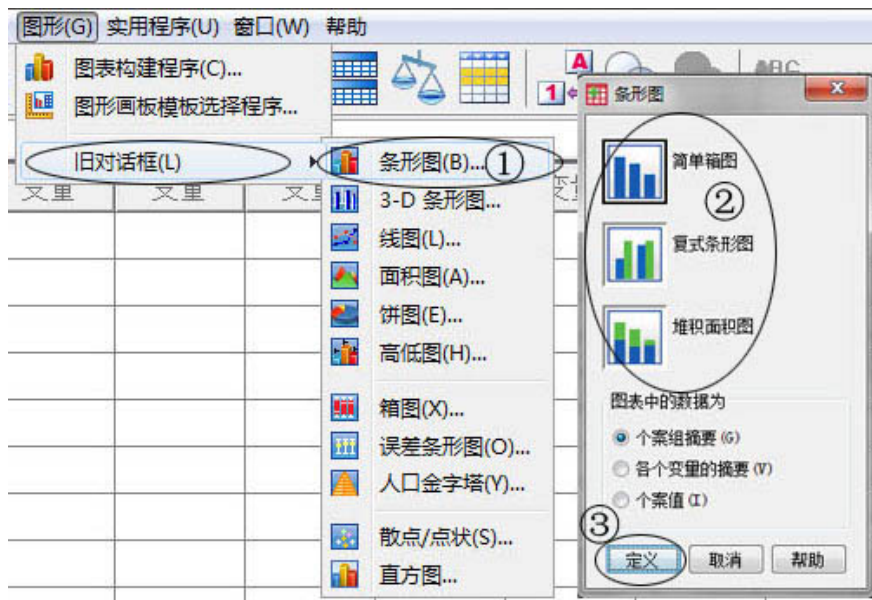 图形(G) 实用程序(U) 窗口(W) 帮助
图表构建程序(C)...
图形画板模板选择程序...
旧对话框(L)
变量 变量
条形图(B)... ①
3-D 条形图...
线图(L)...
面积图(A)...
饼图(E)...
高低图(H)...
箱图(X)...
误差条形图(O)...
人口金字塔(Y)...
散点/点状(S)...
直方图...
A
1
条形图
简单箱图
②
复式条形图
堆积面积图
图表中的数据为
个案组摘要(G)
各个变量的摘要(V)
个案值(I)
③
定义 取消 帮助